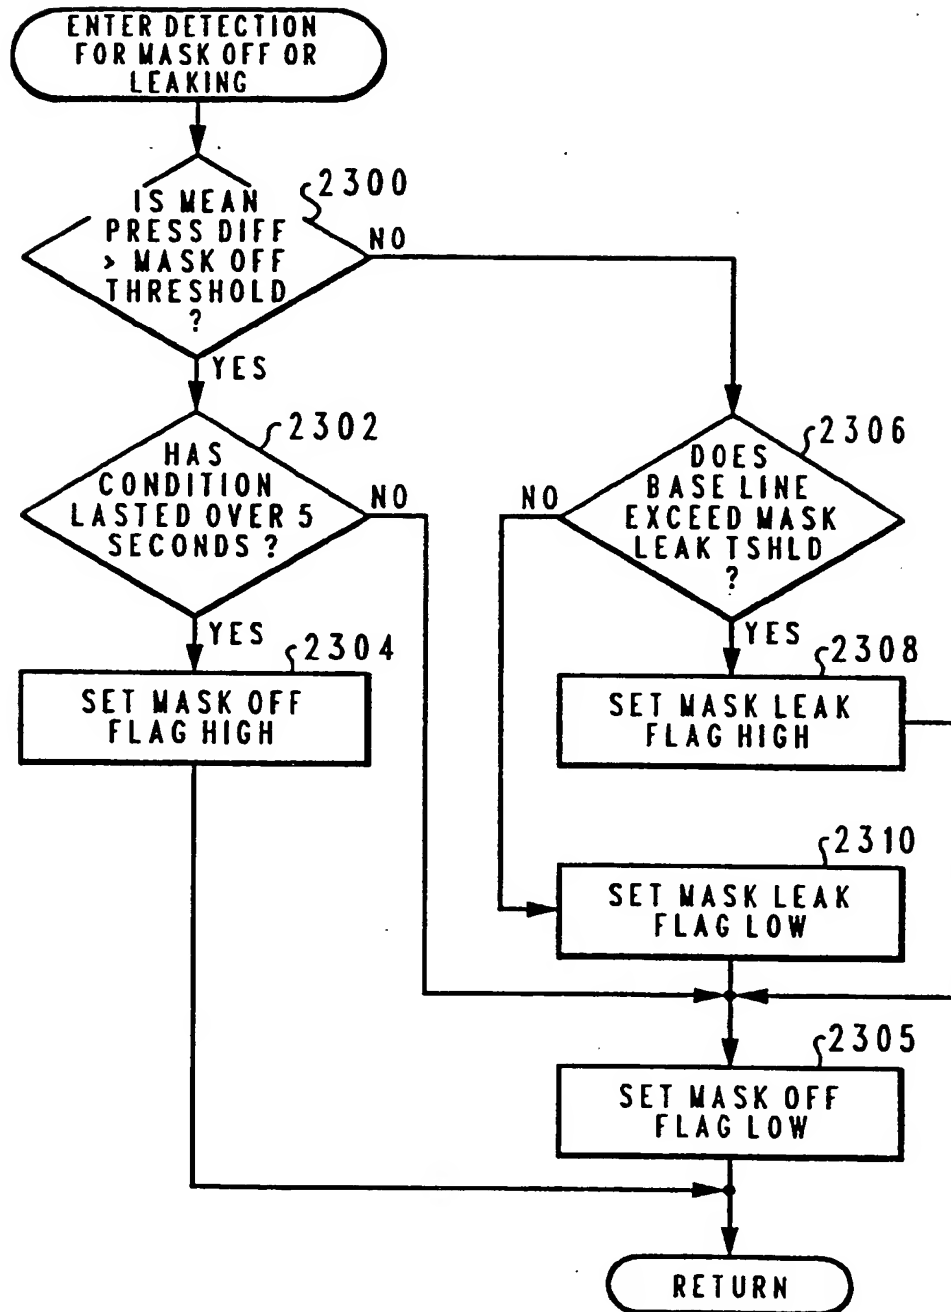 ENTER DETECTION
FOR MASK OFF OR
LEAKING
2300
IS MEAN
PRESS DIFF
> MASK OFF
THRESHOLD
?
NO
YES
2302
HAS
CONDITION
LASTED OVER 5
SECONDS ?
NO
YES
2304
SET MASK OFF
FLAG HIGH
2306
DOES
BASE LINE
EXCEED MASK
LEAK TSHLD
?
NO
YES
2308
SET MASK LEAK
FLAG HIGH
2310
SET MASK LEAK
FLAG LOW
2305
SET MASK OFF
FLAG LOW
RETURN